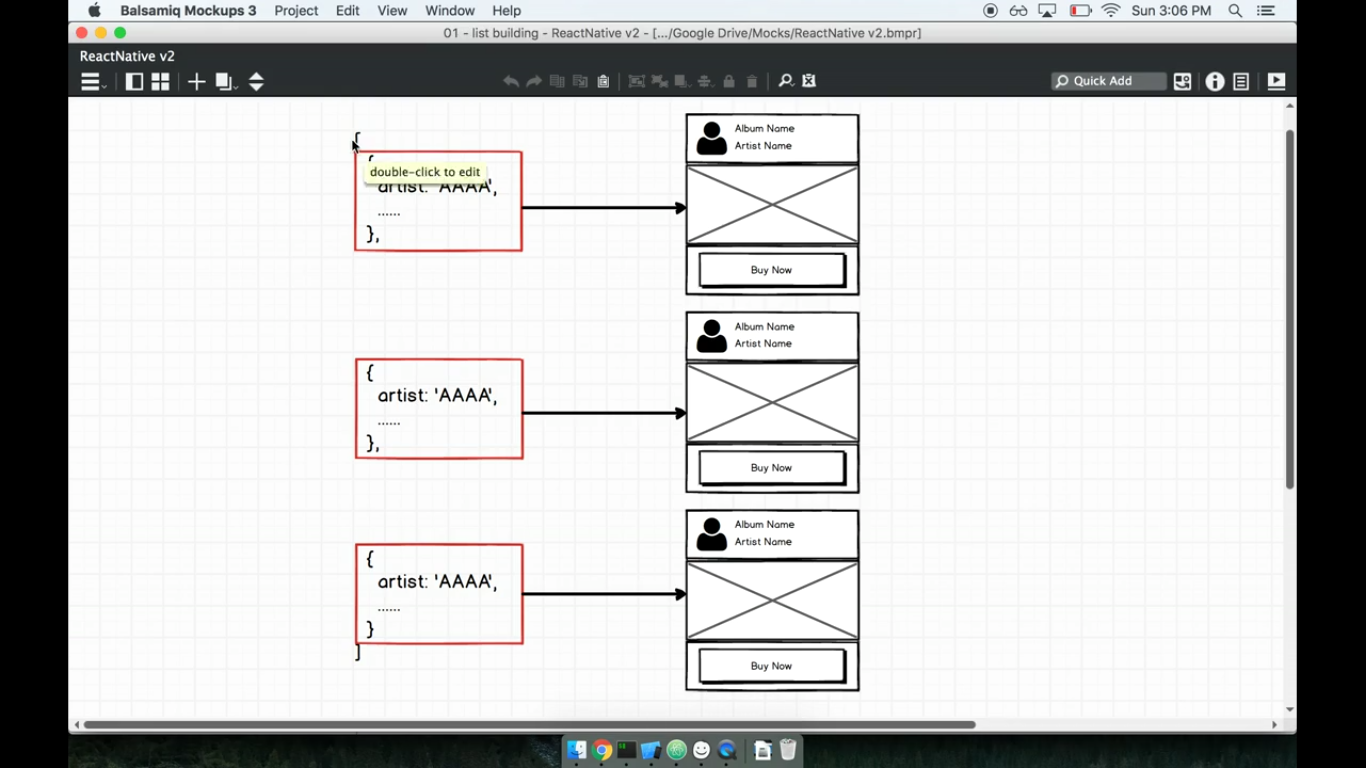 Balsamiq Mockups 3 Project Edit View Window Help Sun 3:06 PM
01 - list building - ReactNative v2 - [.../Google Drive/Mocks/ReactNative v2.bmpr]
ReactNative v2
Quick Add
[
{
double-click to edit
artist: 'AAAA',
......
},
Album Name
Artist Name
Buy Now
{
artist: 'AAAA',
......
},
Album Name
Artist Name
Buy Now
{
artist: 'AAAA',
......
}
]
Album Name
Artist Name
Buy Now